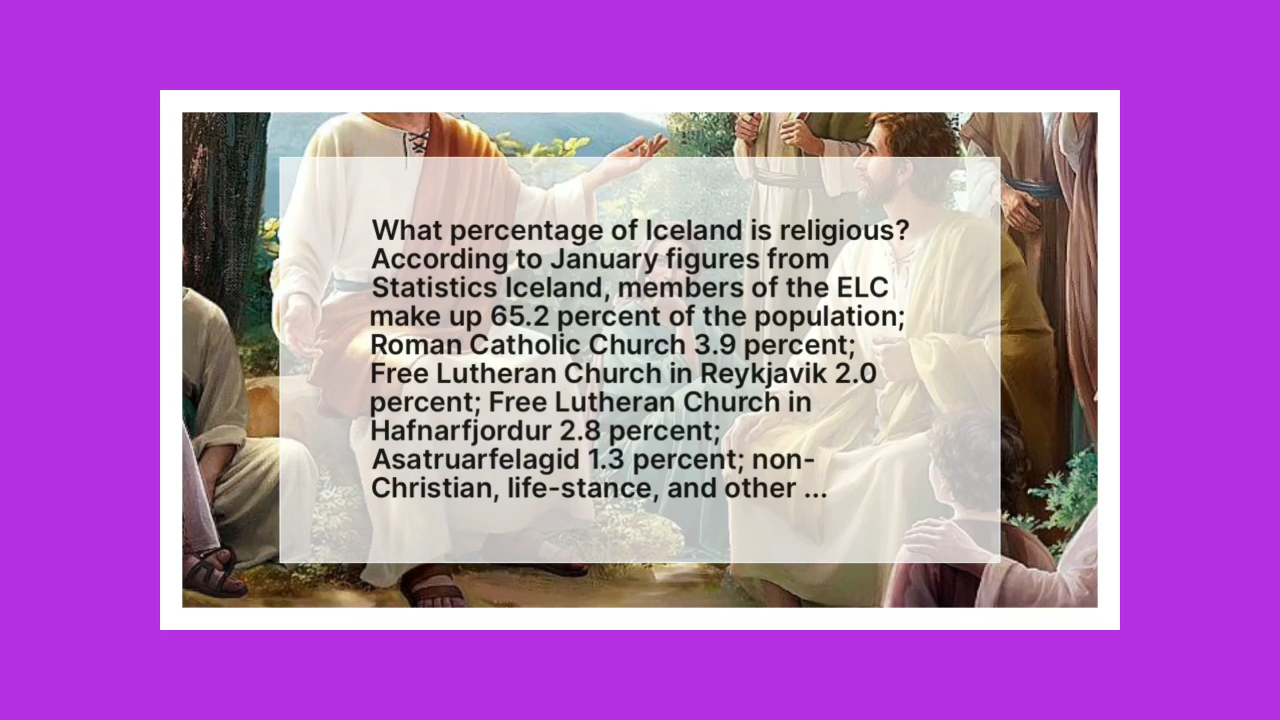 What percentage of Iceland is religious?
According to January figures from
Statistics Iceland, members of the ELC
make up 65.2 percent of the population;
Roman Catholic Church 3.9 percent;
Free Lutheran Church in Reykjavik 2.0
percent; Free Lutheran Church in
Hafnarfjordur 2.8 percent;
Asatruarfelagid 1.3 percent; non-
Christian, life-stance, and other ...